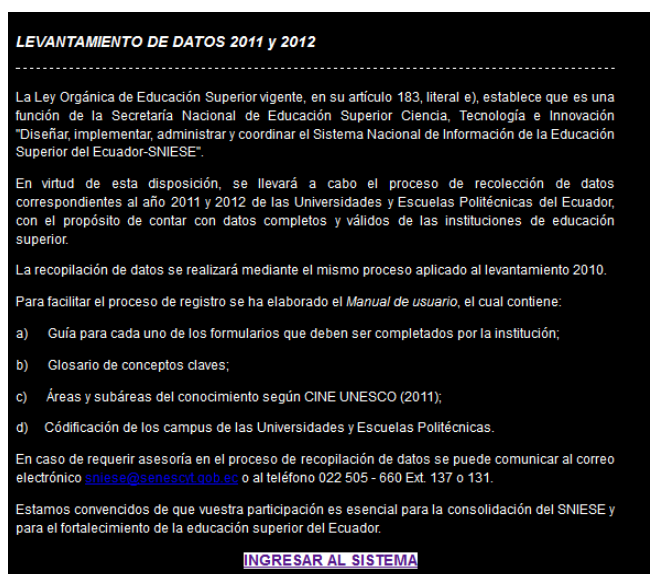 LEVANTAMIENTO DE DATOS 2011 y 2012
La Ley Orgánica de Educación Superior vigente, en su artículo 183, literal e), establece que es una
función de la Secretaría Nacional de Educación Superior Ciencia, Tecnología e Innovación
"Diseñar, implementar, administrar y coordinar el Sistema Nacional de Información de la Educación
Superior del Ecuador-SNIESE".
En virtud de esta disposición, se llevará a cabo el proceso de recolección de datos
correspondientes al año 2011 y 2012 de las Universidades y Escuelas Politécnicas del Ecuador,
con el propósito de contar con datos completos y válidos de las instituciones de educación
superior.
La recopilación de datos se realizará mediante el mismo proceso aplicado al levantamiento 2010.
Para facilitar el proceso de registro se ha elaborado el Manual de usuario, el cual contiene:
a) Guía para cada uno de los formularios que deben ser completados por la institución;
b) Glosario de conceptos claves;
c) Áreas y subáreas del conocimiento según CINE UNESCO (2011);
d) Códificación de los campus de las Universidades y Escuelas Politécnicas.
En caso de requerir asesoría en el proceso de recopilación de datos se puede comunicar al correo
electrónico sniese@senescyt.gob.ec o al teléfono 022 505 - 660 Ext. 137 o 131.
Estamos convencidos de que vuestra participación es esencial para la consolidación del SNIESE y
para el fortalecimiento de la educación superior del Ecuador.
INGRESAR AL SISTEMA